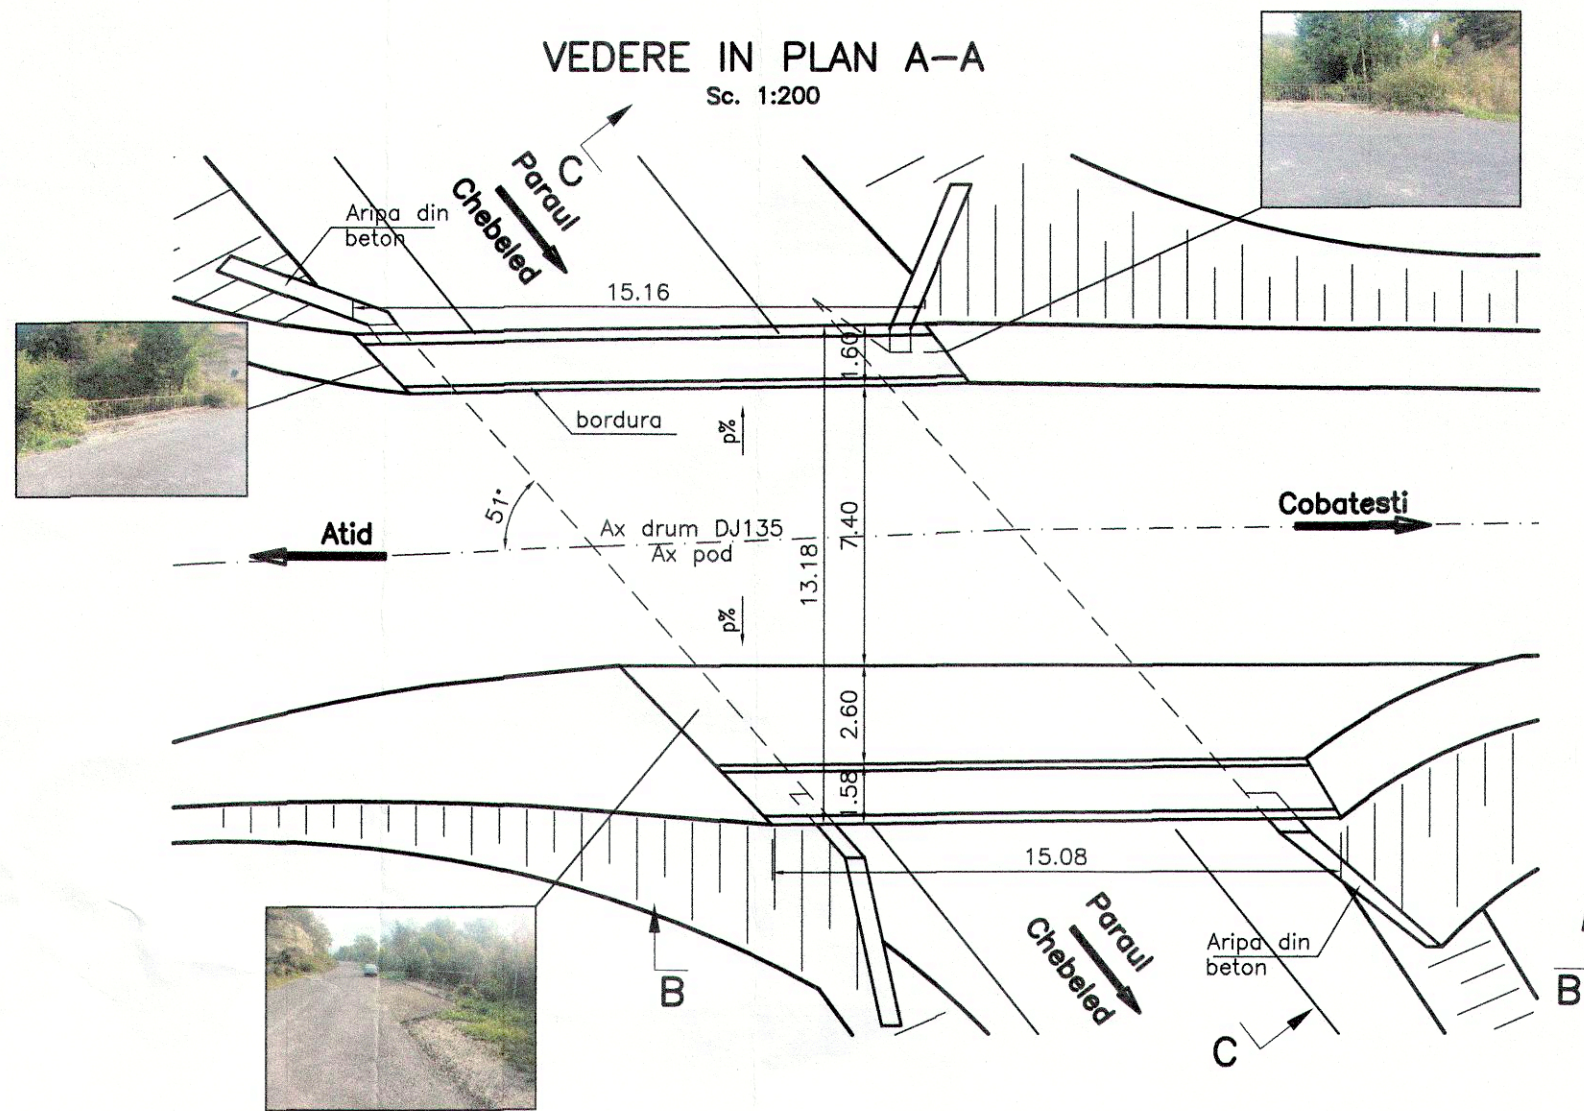 VEDERE IN PLAN A-A
Sc. 1:200
C
Paraul
Chebeled
Aripa din
beton
15.16
1.60
bordura
p%
51°
Atid
Ax drum DJ135
Ax pod
7.40
13.18
Cobatesti
p%
2.60
1.58
15.08
Paraul
Chebeled
Aripa din
beton
B
B
C